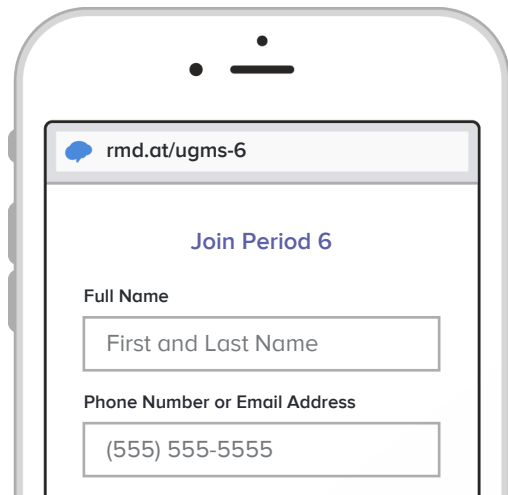 rmd.at/ugms-6
Join Period 6
Full Name
First and Last Name
Phone Number or Email Address
(555) 555-5555